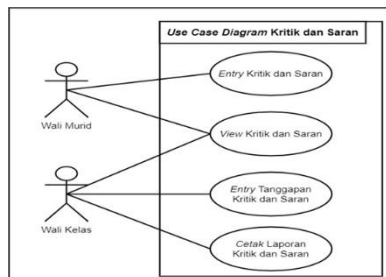 Use Case Diagram Kritik dan Saran
Entry Kritik dan Saran
Wali Murid
View Kritik dan Saran
Entry Tanggapan
Kritik dan Saran
Wali Kelas
Cetak Laporan
Kritik dan Saran